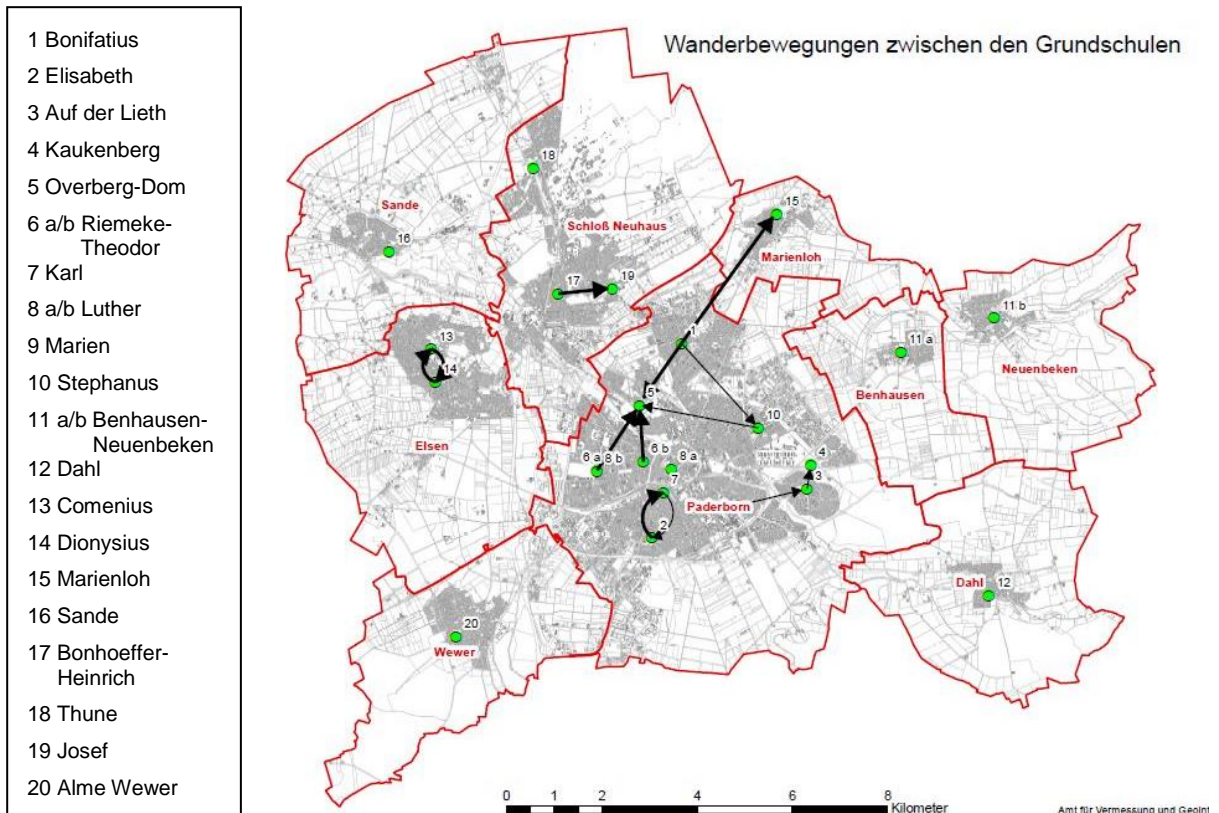 1 Bonifatius
2 Elisabeth
3 Auf der Lieth
4 Kaukenberg
5 Overberg-Dom
6 a/b Riemeke-
Theodor
7 Karl
8 a/b Luther
9 Marien
10 Stephanus
11 a/b Benhausen-
Neuenbeken
12 Dahl
13 Comenius
14 Dionysius
15 Marienloh
16 Sande
17 Bonhoeffer-
Heinrich
18 Thune
19 Josef
20 Alme Wewer
Wanderbewegungen zwischen den Grundschulen
18
15
Sande
Schloß Neuhaus
16
Marienloh
17
19
11 b
13
1
11 a
14
Neuenbeken
Benhausen
5
10
Elsen
6 a
8 b
6 b
8 a
4
7
3
Paderborn
2
Dahl
12
20
Wewer
0 1 2 4 6 8
Kilometer
Amt für Vermessung und Geoinf